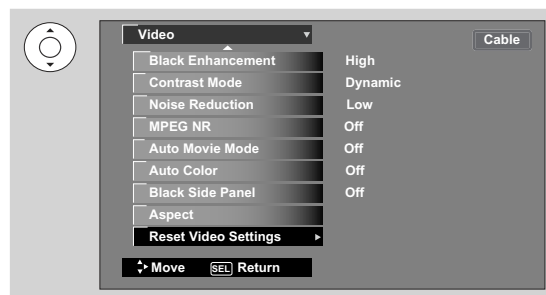 Video
Cable
Black Enhancement High
Contrast Mode Dynamic
Noise Reduction Low
MPEG NR Off
Auto Movie Mode Off
Auto Color Off
Black Side Panel Off
Aspect
Reset Video Settings
Move SEL Return